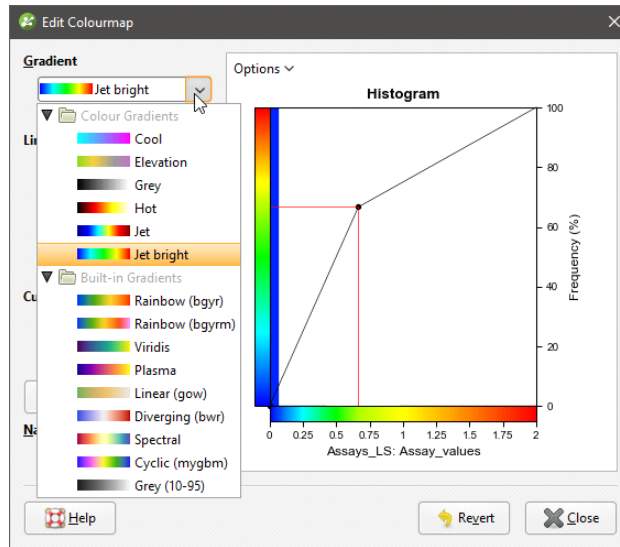 Edit Colourmap
Gradient
Jet bright
Colour Gradients
Cool
Elevation
Grey
Hot
Jet
Jet bright
Built-in Gradients
Rainbow (bgyr)
Rainbow (bgyrm)
Viridis
Plasma
Linear (gow)
Diverging (bwr)
Spectral
Cyclic (mygbm)
Grey (10-95)
Li
Cu
Na
Options
Histogram
100
80
60
40
20
0
Frequency (%)
0 0.25 0.5 0.75 1 1.25 1.5 1.75 2
Assays_LS: Assay_values
Help
Revert
Close